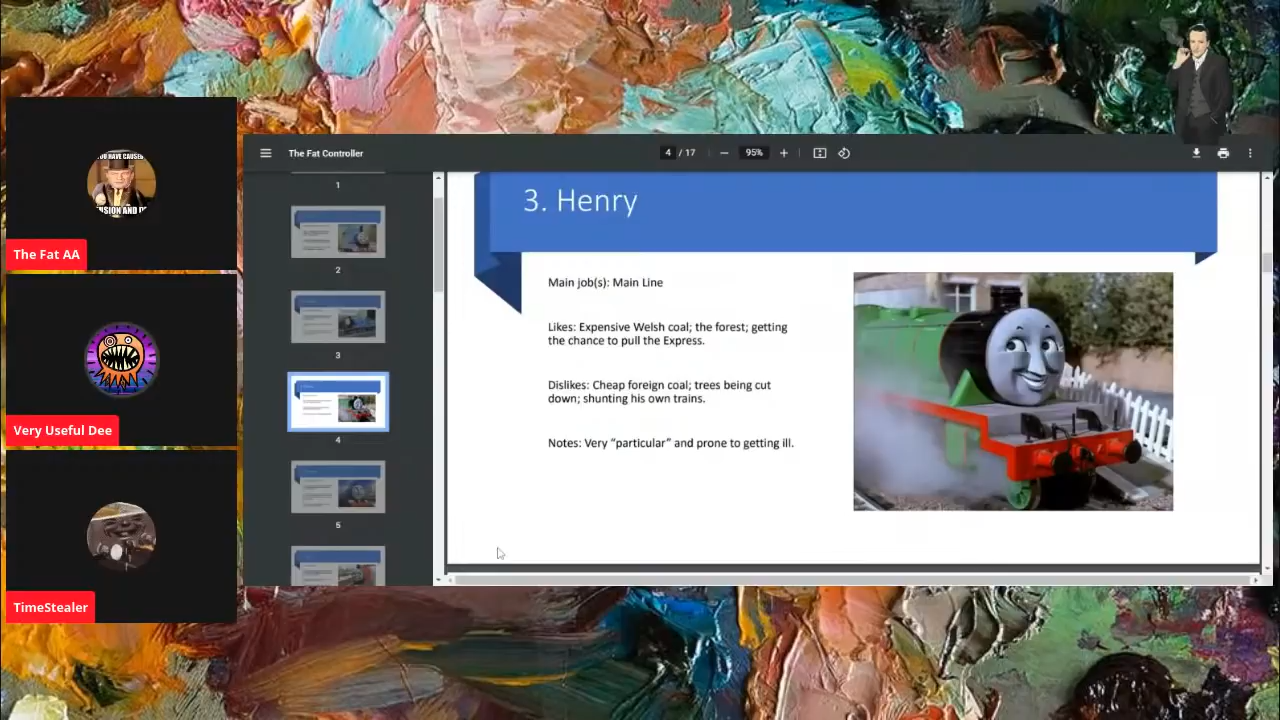 YOU HAVE CAUSED
The Fat AA
Very Useful Dee
TimeStealer
The Fat Controller
4 / 17
95%
1
2
3
4
5
3. Henry
Main job(s): Main Line
Likes: Expensive Welsh coal; the forest; getting
the chance to pull the Express.
Dislikes: Cheap foreign coal; trees being cut
down; shunting his own trains.
Notes: Very “particular” and prone to getting ill.